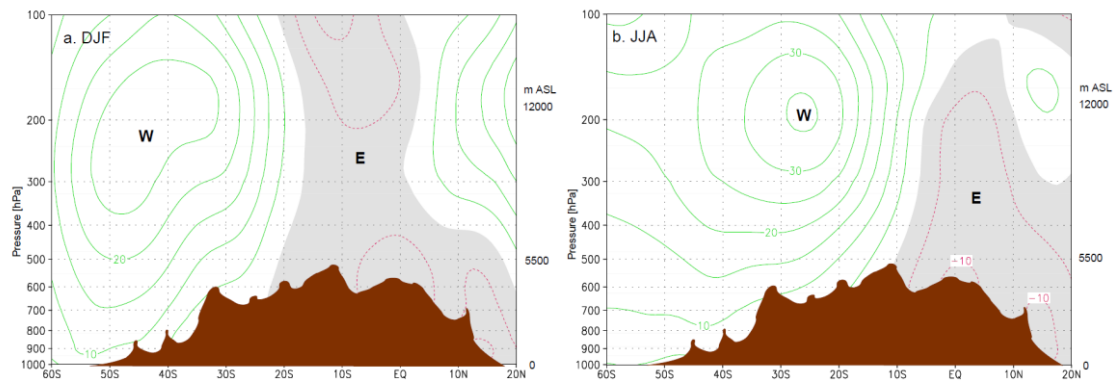 a. DJF
W
E
20
10
Pressure [hPa]
100
200
300
400
500
600
700
800
900
1000
60S
50S
40S
30S
20S
10S
EQ
10N
20N
m ASL
12000
5500
0
b. JJA
W
E
30
30
20
10
-10
-10
Pressure [hPa]
100
200
300
400
500
600
700
800
900
1000
60S
50S
40S
30S
20S
10S
EQ
10N
20N
m ASL
12000
5500
0